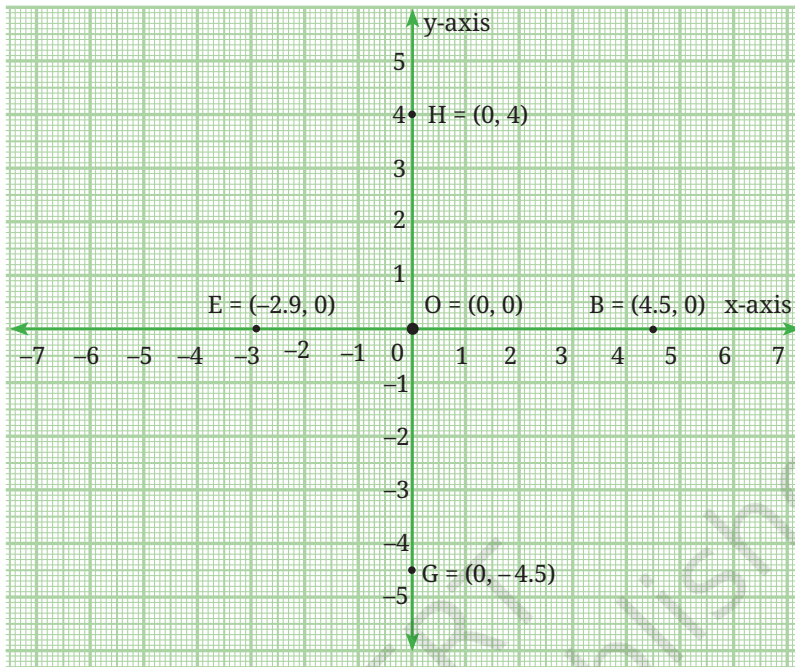 y-axis
5
4 H = (0, 4)
3
2
1
E = (–2.9, 0) O = (0, 0) B = (4.5, 0) x-axis
–7 –6 –5 –4 –3 –2 –1 0 1 2 3 4 5 6 7
–1
–2
–3
–4
G = (0, – 4.5)
–5